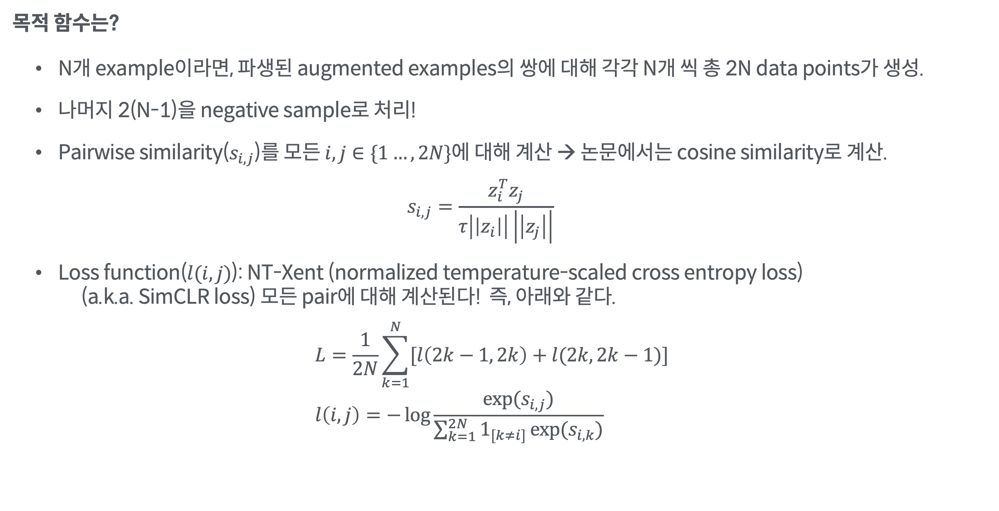 목적 함수는?
• N개 example이라면, 파생된 augmented examples의 쌍에 대해 각각 N개 씩 총 2N data points가 생성.
• 나머지 2(N-1)을 negative sample로 처리!
• Pairwise similarity($s_{i,j}$)를 모든 $i, j \in \{1 \ldots, 2N\}$에 대해 계산 → 논문에서는 cosine similarity로 계산.
$s_{i,j} = \frac{z_i^T z_j}{\tau ||z_i|| ||z_j||}$
• Loss function($l(i,j)$): NT-Xent (normalized temperature-scaled cross entropy loss)
(a.k.a. SimCLR loss) 모든 pair에 대해 계산된다! 즉, 아래와 같다.
$L = \frac{1}{2N} \sum_{k=1}^{N} [l(2k-1, 2k) + l(2k, 2k-1)]$
$l(i,j) = -\log \frac{\exp(s_{i,j})}{\sum_{k=1}^{2N} 1_{[k \neq i]} \exp(s_{i,k})}$